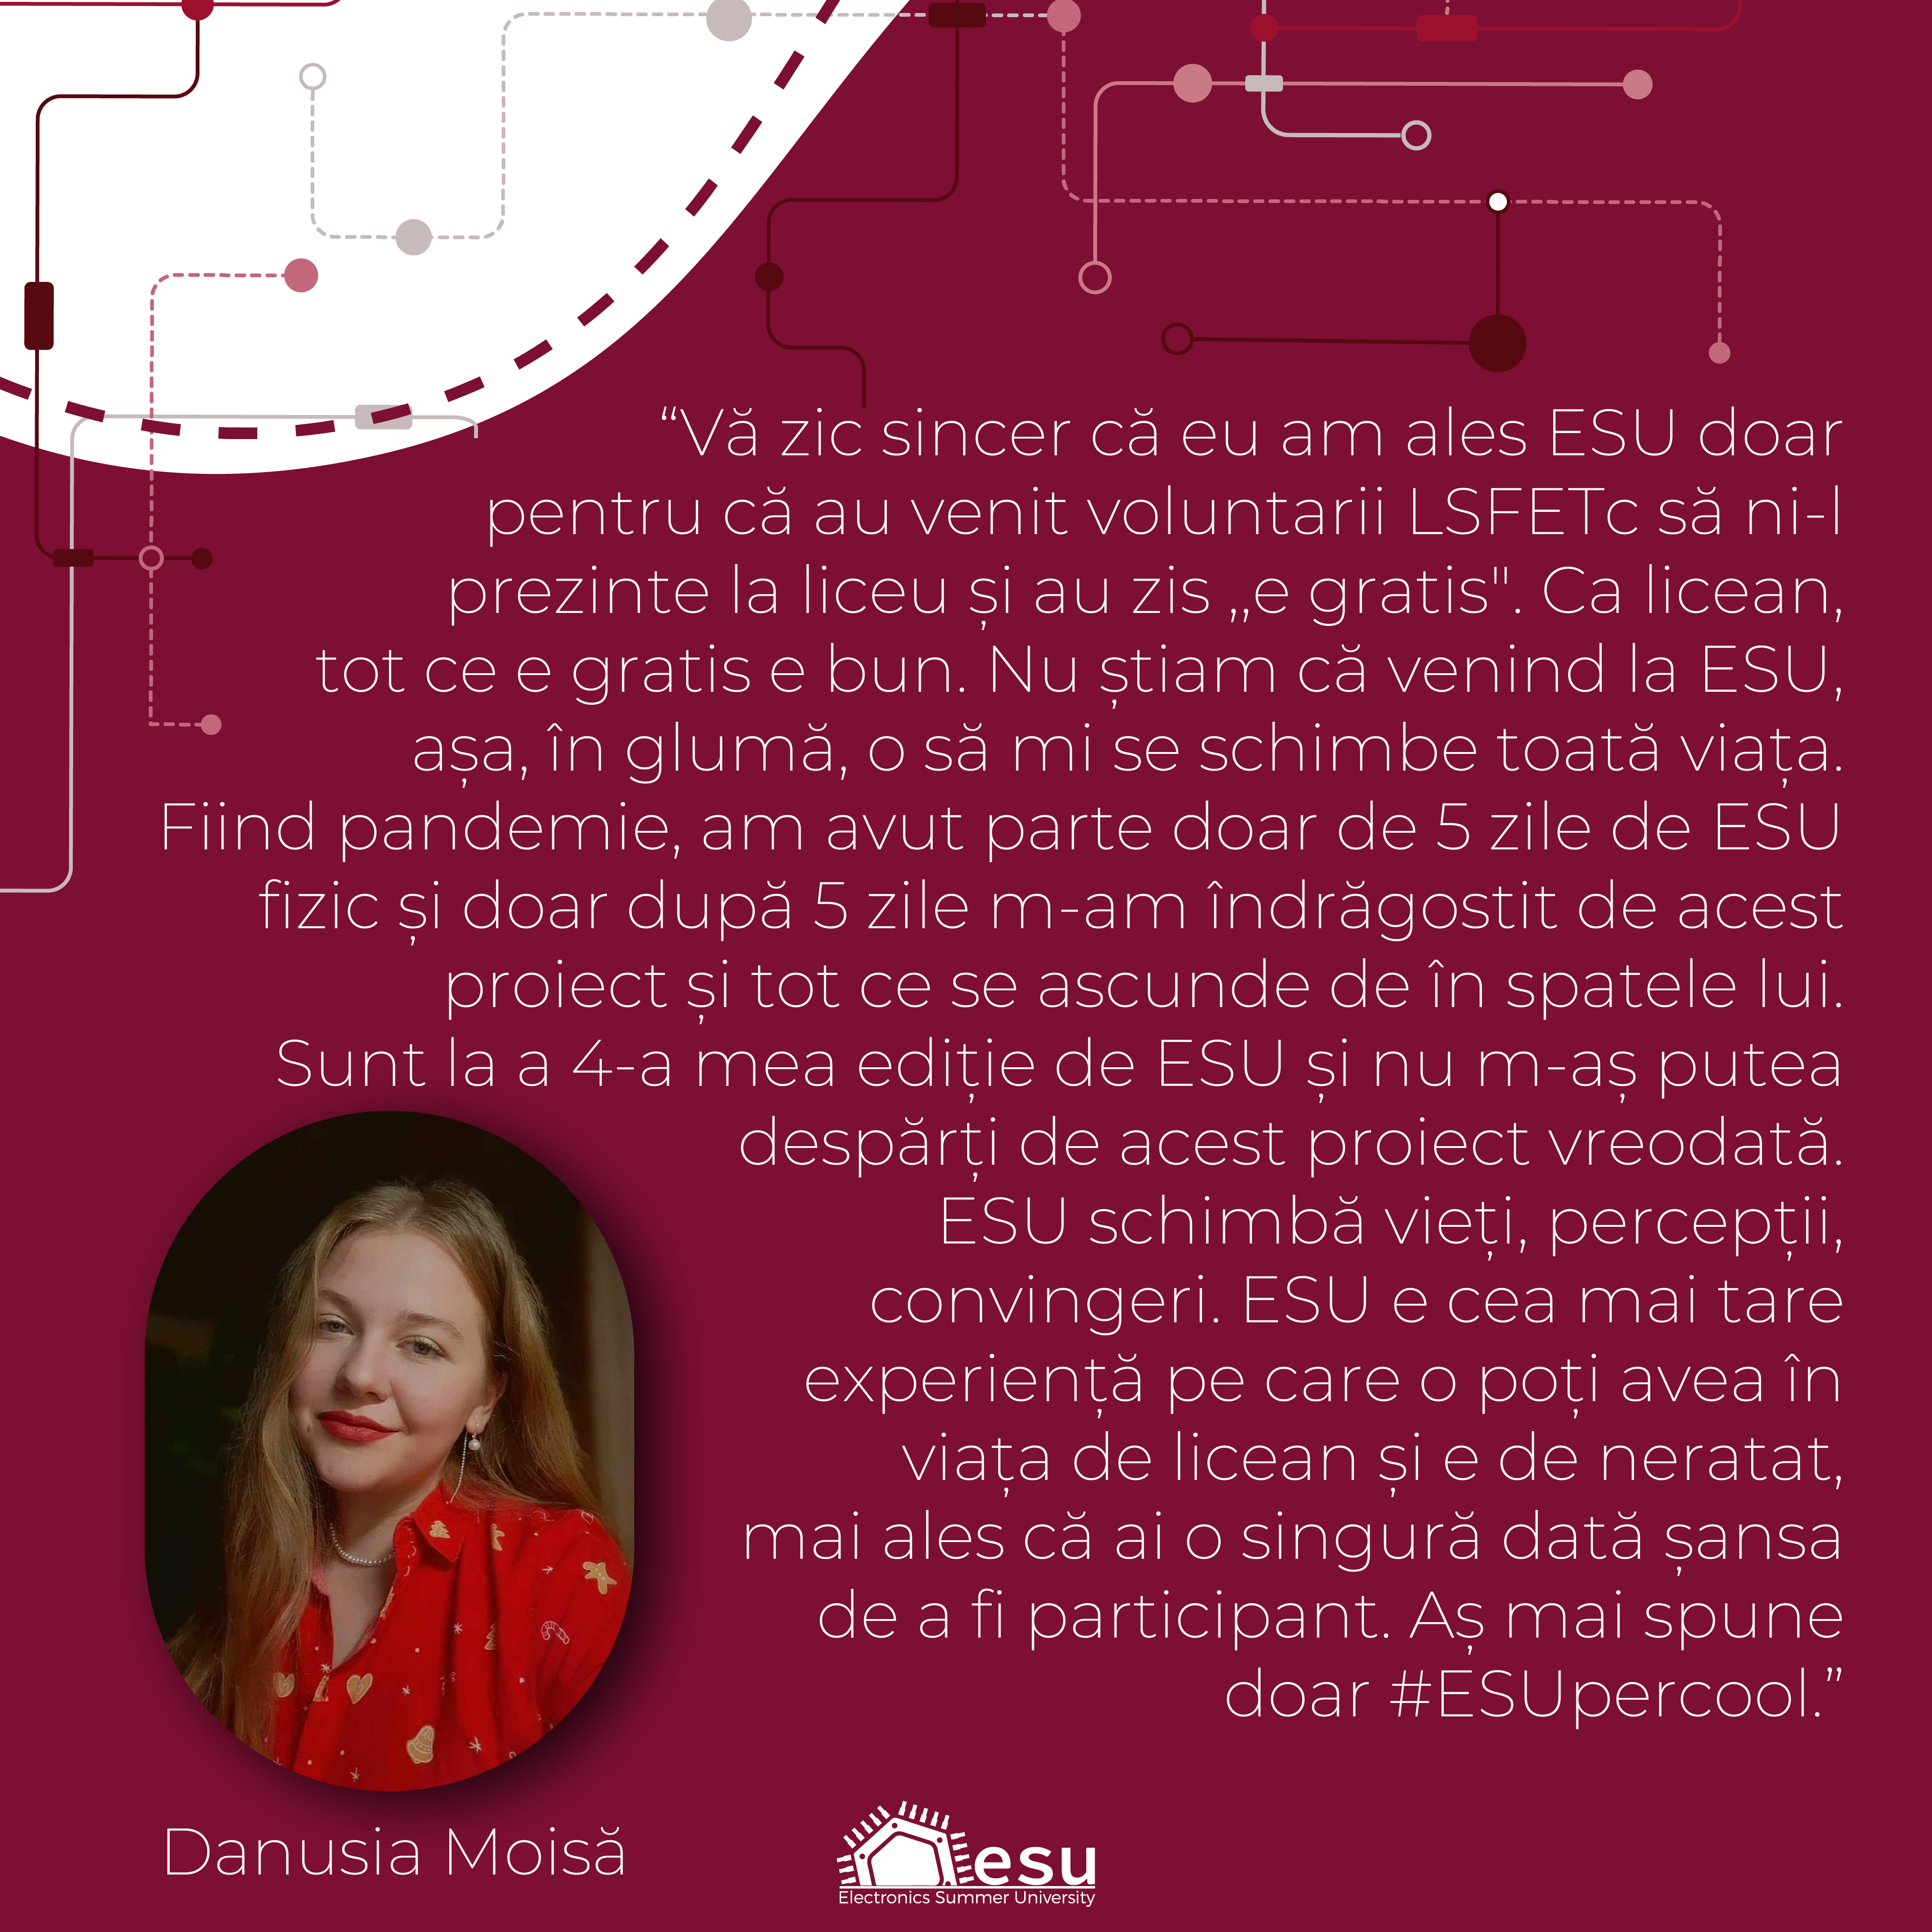 “Vă zic sincer că eu am ales ESU doar
pentru că au venit voluntarii LSFETc să ni-l
prezinte la liceu și au zis ,,e gratis". Ca licean,
tot ce e gratis e bun. Nu știam că venind la ESU,
așa, în glumă, o să mi se schimbe toată viața.
Fiind pandemie, am avut parte doar de 5 zile de ESU
fizic și doar după 5 zile m-am îndrăgostit de acest
proiect și tot ce se ascunde de în spatele lui.
Sunt la a 4-a mea ediție de ESU și nu m-aș putea
despărți de acest proiect vreodată.
ESU schimbă vieți, percepții,
convingeri. ESU e cea mai tare
experiență pe care o poți avea în
viața de licean și e de neratat,
mai ales că ai o singură dată șansa
de a fi participant. Aș mai spune
doar #ESUpercool.”
Danusia Moisă
esu
Electronics Summer University